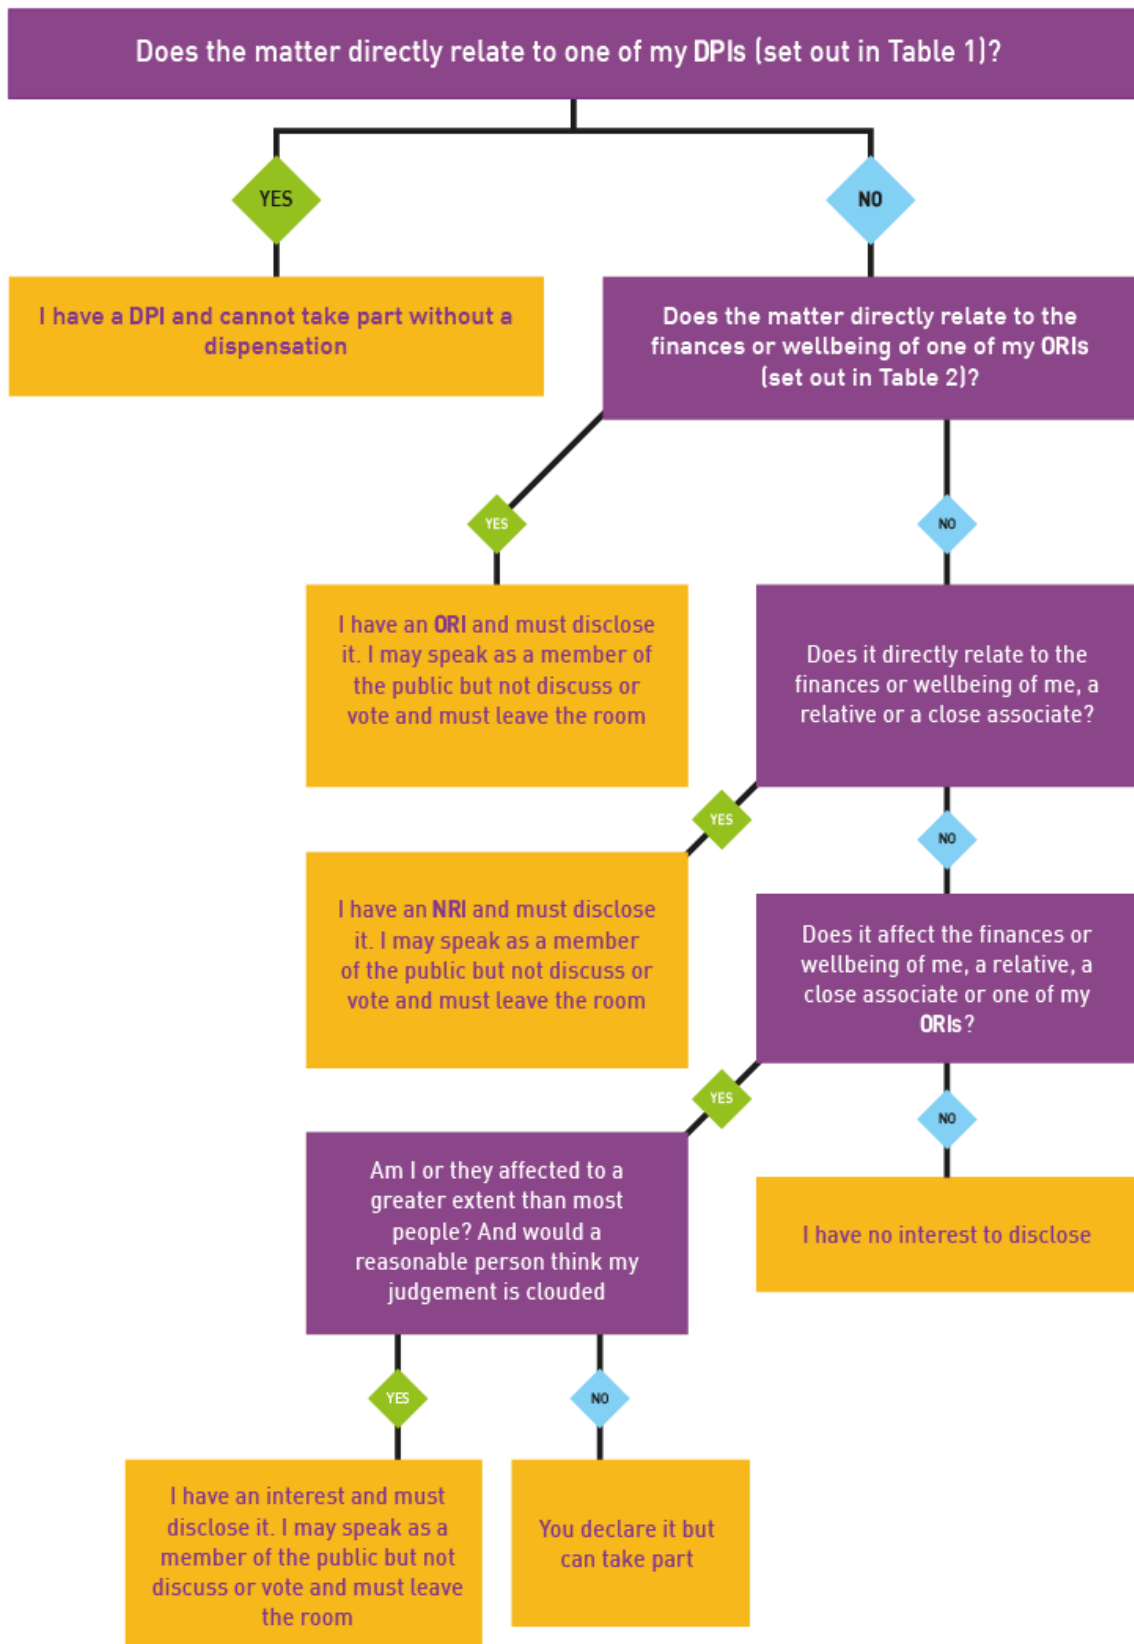 Does the matter directly relate to one of my DPIs (set out in Table 1)?
YES
NO
I have a DPI and cannot take part without a
dispensation
Does the matter directly relate to the
finances or wellbeing of one of my ORIs
(set out in Table 2)?
YES
NO
I have an ORI and must disclose
it. I may speak as a member of
the public but not discuss or
vote and must leave the room
Does it directly relate to the
finances or wellbeing of me, a
relative or a close associate?
YES
NO
I have an NRI and must disclose
it. I may speak as a member
of the public but not discuss or
vote and must leave the room
Does it affect the finances or
wellbeing of me, a relative, a
close associate or one of my
ORIs?
YES
NO
Am I or they affected to a
greater extent than most
people? And would a
reasonable person think my
judgement is clouded
I have no interest to disclose
YES
NO
I have an interest and must
disclose it. I may speak as a
member of the public but not
discuss or vote and must leave
the room
You declare it but
can take part